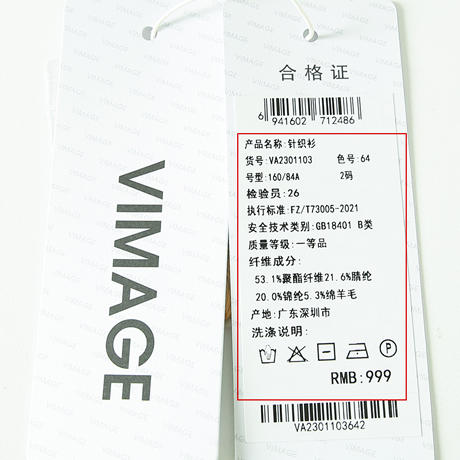 VIMAGE
合格证
6 941602 712486
产品名称:针织衫
货号:VA2301103 色号:64
号型:160/84A 2码
检验员:26
执行标准:FZ/T73005-2021
安全技术类别:GB18401 B类
质量等级:一等品
纤维成分:
53.1%聚酯纤维21.6%腈纶
20.0%锦纶5.3%绵羊毛
产地:广东深圳市
洗涤说明:
P
RMB:999
VA2301103642